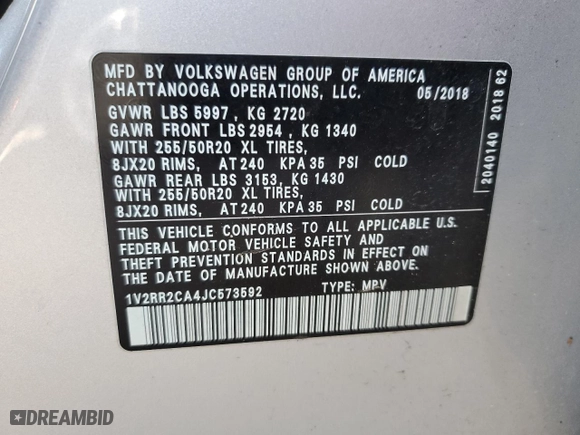 MFD BY VOLKSWAGEN GROUP OF AMERICA
CHATTANOOGA OPERATIONS, LLC. 05/2018
GVWR LBS 5997 , KG 2720
GAWR FRONT LBS 2954 , KG 1340
WITH 255/50R20 XL TIRES,
8JX20 RIMS, AT 240 KPA 35 PSI COLD
GAWR REAR LBS 3153, KG 1430
WITH 255/50R20 XL TIRES,
8JX20 RIMS, AT 240 KPA 35 PSI COLD
THIS VEHICLE CONFORMS TO ALL APPLICABLE U.S.
FEDERAL MOTOR VEHICLE SAFETY AND
THEFT PREVENTION STANDARDS IN EFFECT ON
THE DATE OF MANUFACTURE SHOWN ABOVE.
1V2RR2CA4JC573592 TYPE: MPV
2040140 2018 62
DREAMBID